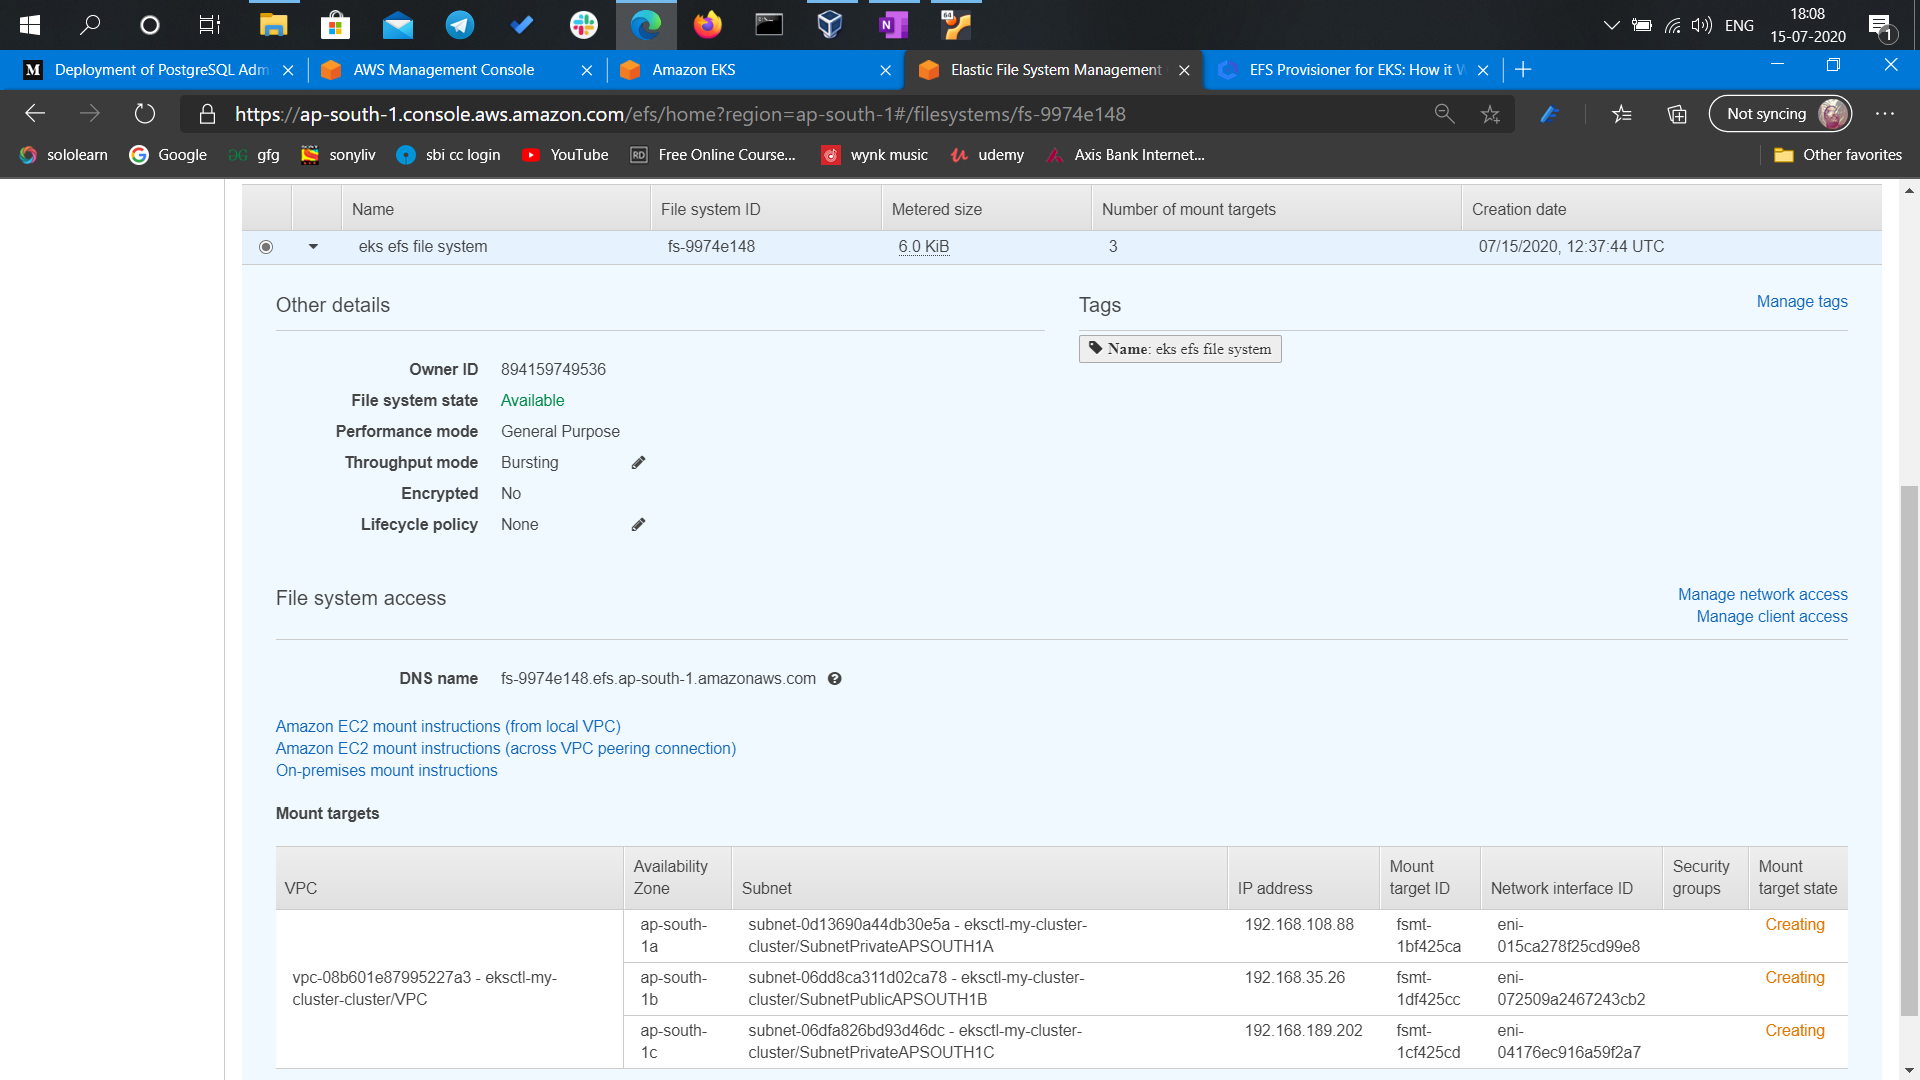 64
ENG
18:08
15-07-2020
1
M Deployment of PostgreSQL Adm
AWS Management Console
Amazon EKS
Elastic File System Management
EFS Provisioner for EKS: How it W
https://ap-south-1.console.aws.amazon.com/efs/home?region=ap-south-1#/filesystems/fs-9974e148
Not syncing
sololearn
Google
gfg
sonyliv
sbi cc login
YouTube
RD Free Online Course...
wynk music
udemy
Axis Bank Internet...
Other favorites
Name File system ID Metered size Number of mount targets Creation date
eks efs file system fs-9974e148 6.0 KiB 3 07/15/2020, 12:37:44 UTC
Other details
Tags
Manage tags
Name: eks efs file system
Owner ID 894159749536
File system state Available
Performance mode General Purpose
Throughput mode Bursting
Encrypted No
Lifecycle policy None
File system access
Manage network access
Manage client access
DNS name fs-9974e148.efs.ap-south-1.amazonaws.com
Amazon EC2 mount instructions (from local VPC)
Amazon EC2 mount instructions (across VPC peering connection)
On-premises mount instructions
Mount targets
VPC
Availability
Zone
Subnet
IP address
Mount
target ID
Network interface ID
Security
groups
Mount
target state
vpc-08b601e87995227a3 - eksctl-my-
cluster-cluster/VPC
ap-south-
1a
subnet-0d13690a44db30e5a - eksctl-my-cluster-
cluster/SubnetPrivateAPSOUTH1A
192.168.108.88
fsmt-
1bf425ca
eni-
015ca278f25cd99e8
Creating
ap-south-
1b
subnet-06dd8ca311d02ca78 - eksctl-my-cluster-
cluster/SubnetPublicAPSOUTH1B
192.168.35.26
fsmt-
1df425cc
eni-
072509a2467243cb2
Creating
ap-south-
1c
subnet-06dfa826bd93d46dc - eksctl-my-cluster-
cluster/SubnetPrivateAPSOUTH1C
192.168.189.202
fsmt-
1cf425cd
eni-
04176ec916a59f2a7
Creating